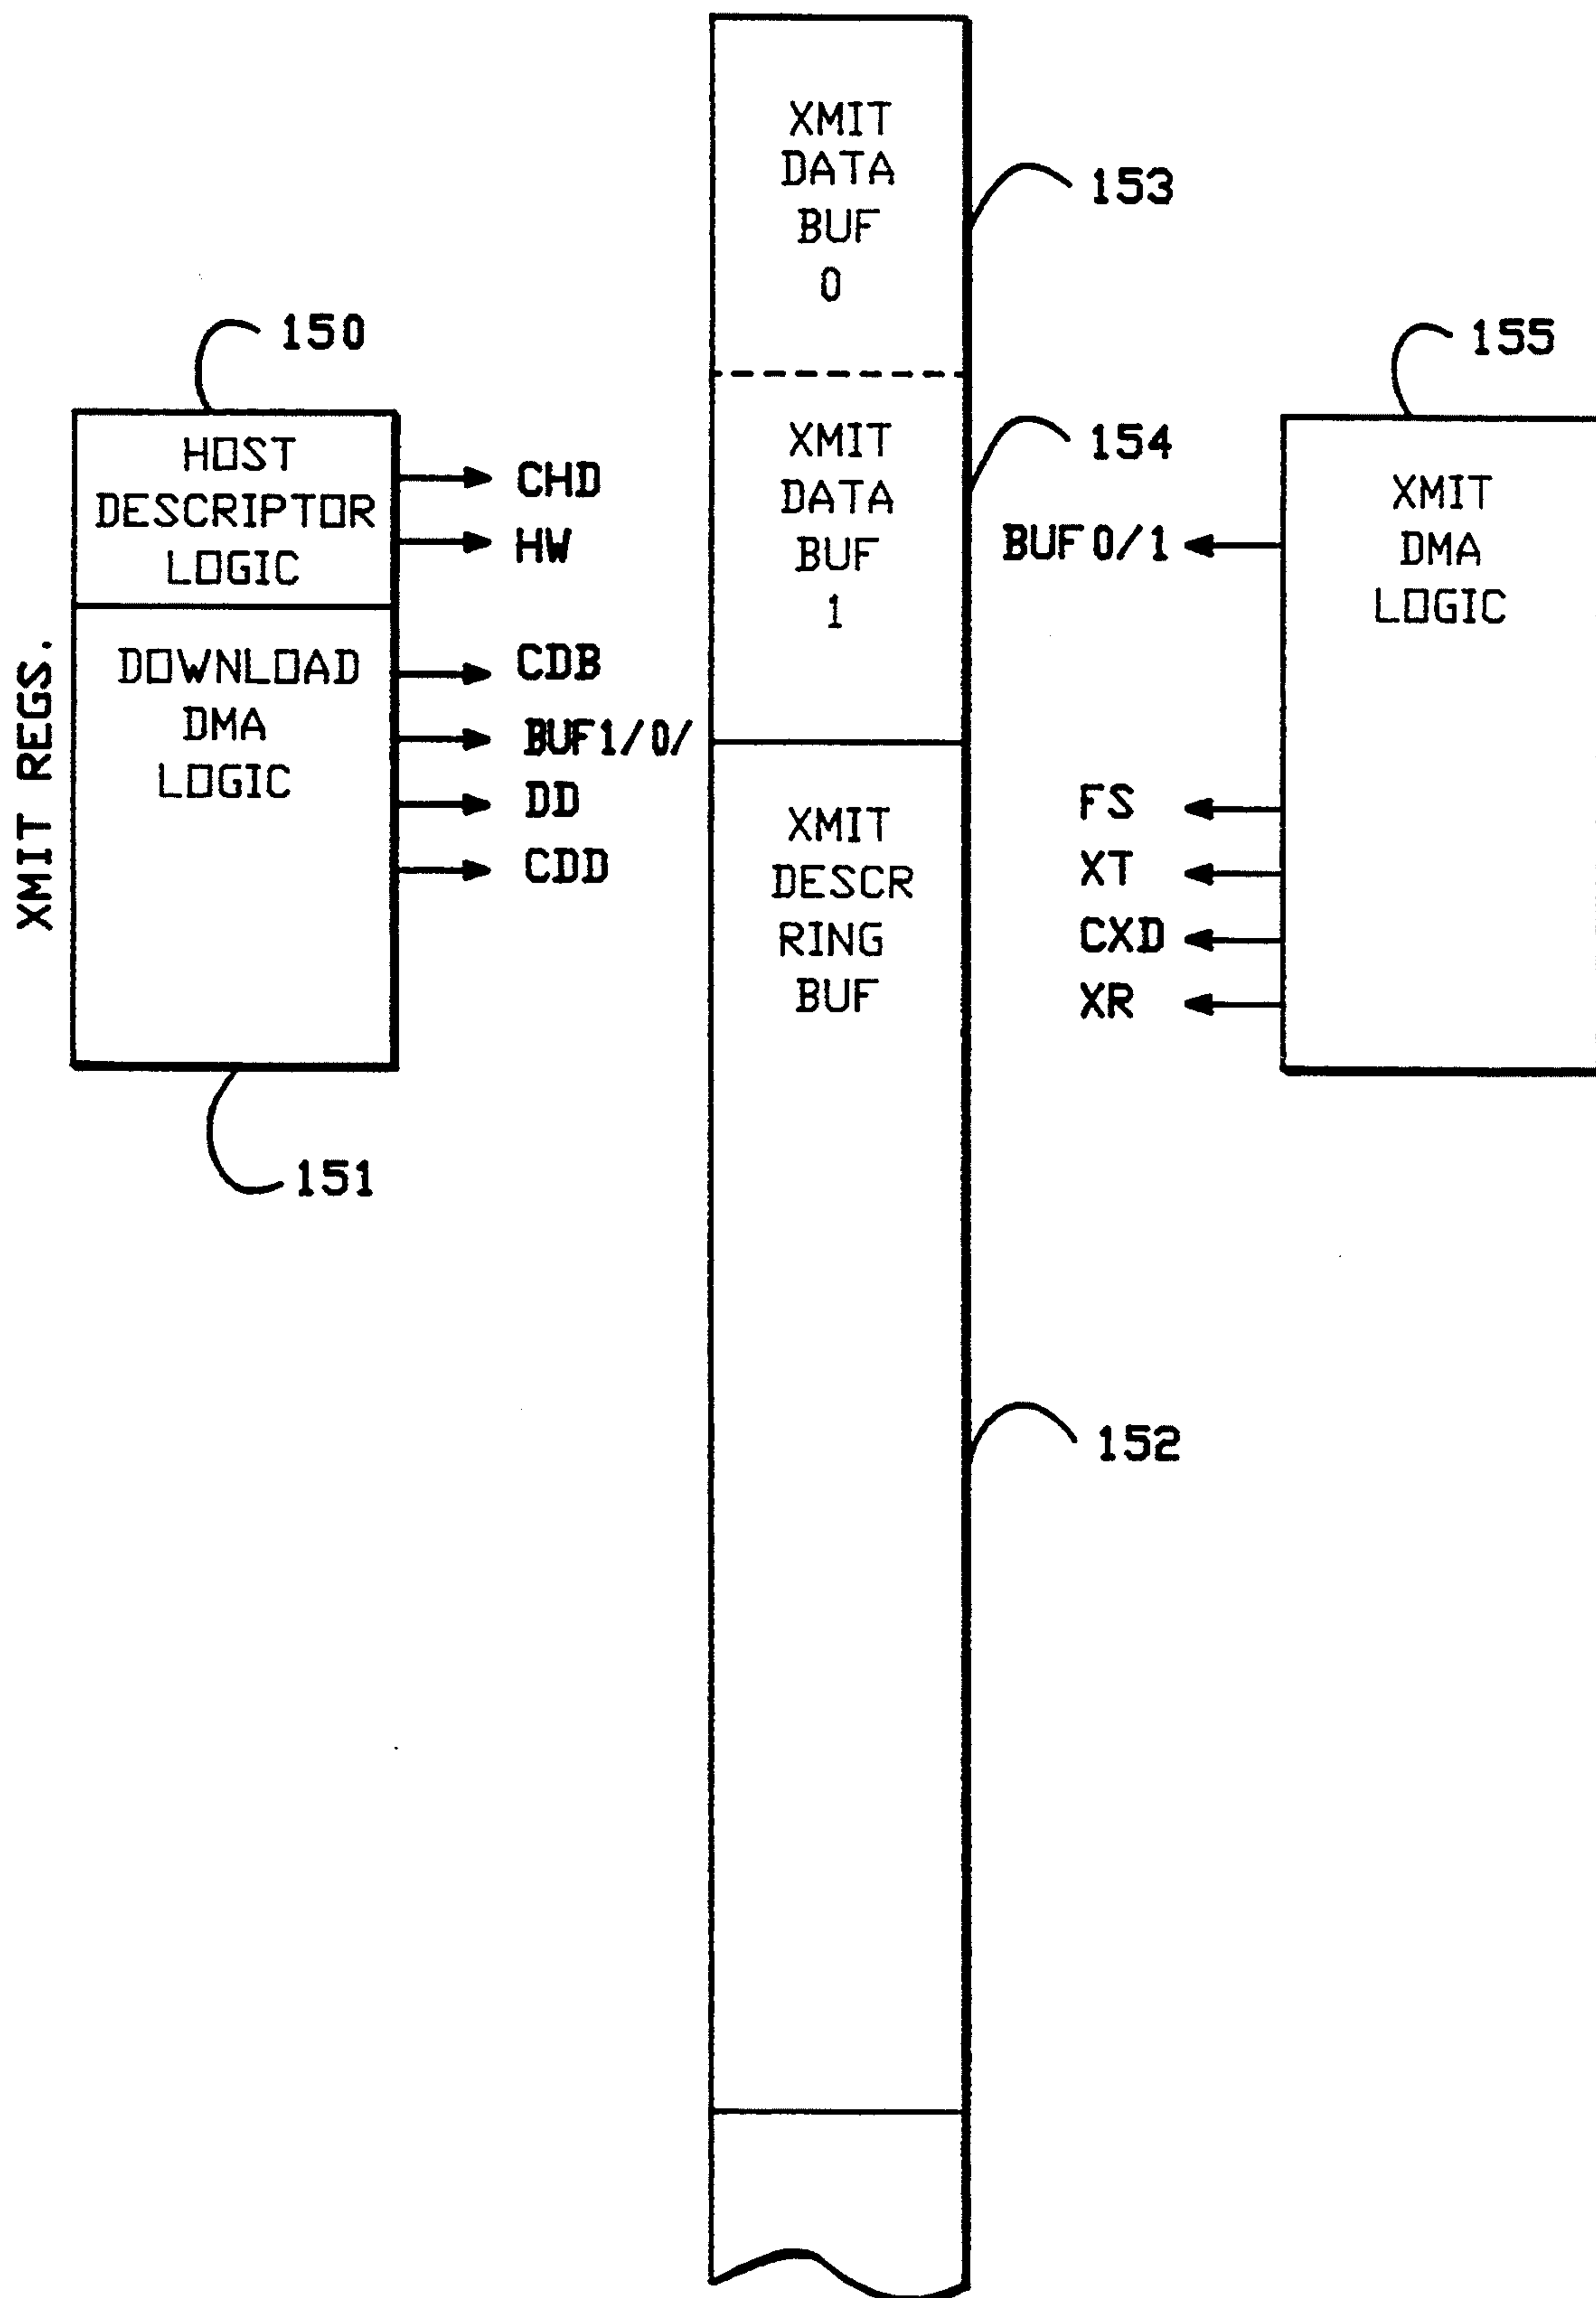 XMIT REGS.
150
HOST
DESCRIPTOR
LOGIC
CHD
HW
DOWNLOAD
DMA
LOGIC
CDB
BUF1/0/
DD
CDD
151
XMIT
DATA
BUF
0
153
XMIT
DATA
BUF
1
154
XMIT
DESCR
RING
BUF
152
155
XMIT
DMA
LOGIC
BUF0/1
FS
XT
CXD
XR